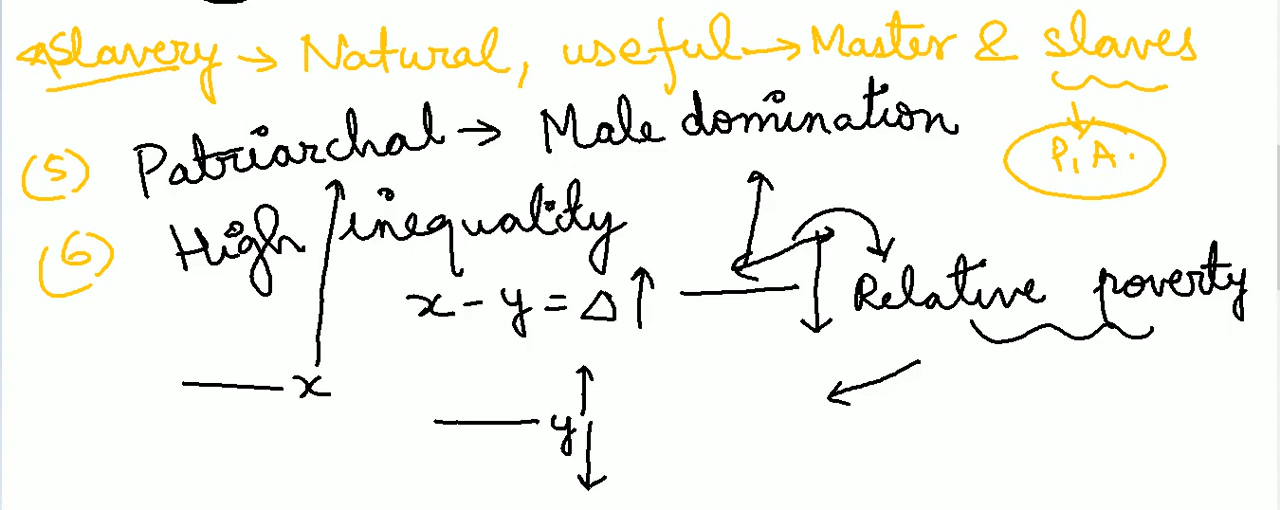 Slavery → Natural, useful → Master & slaves
P, A.
(5) Patriarchal → Male domination
(6) High inequality
x - y = Δ↑ Relative poverty
x
y